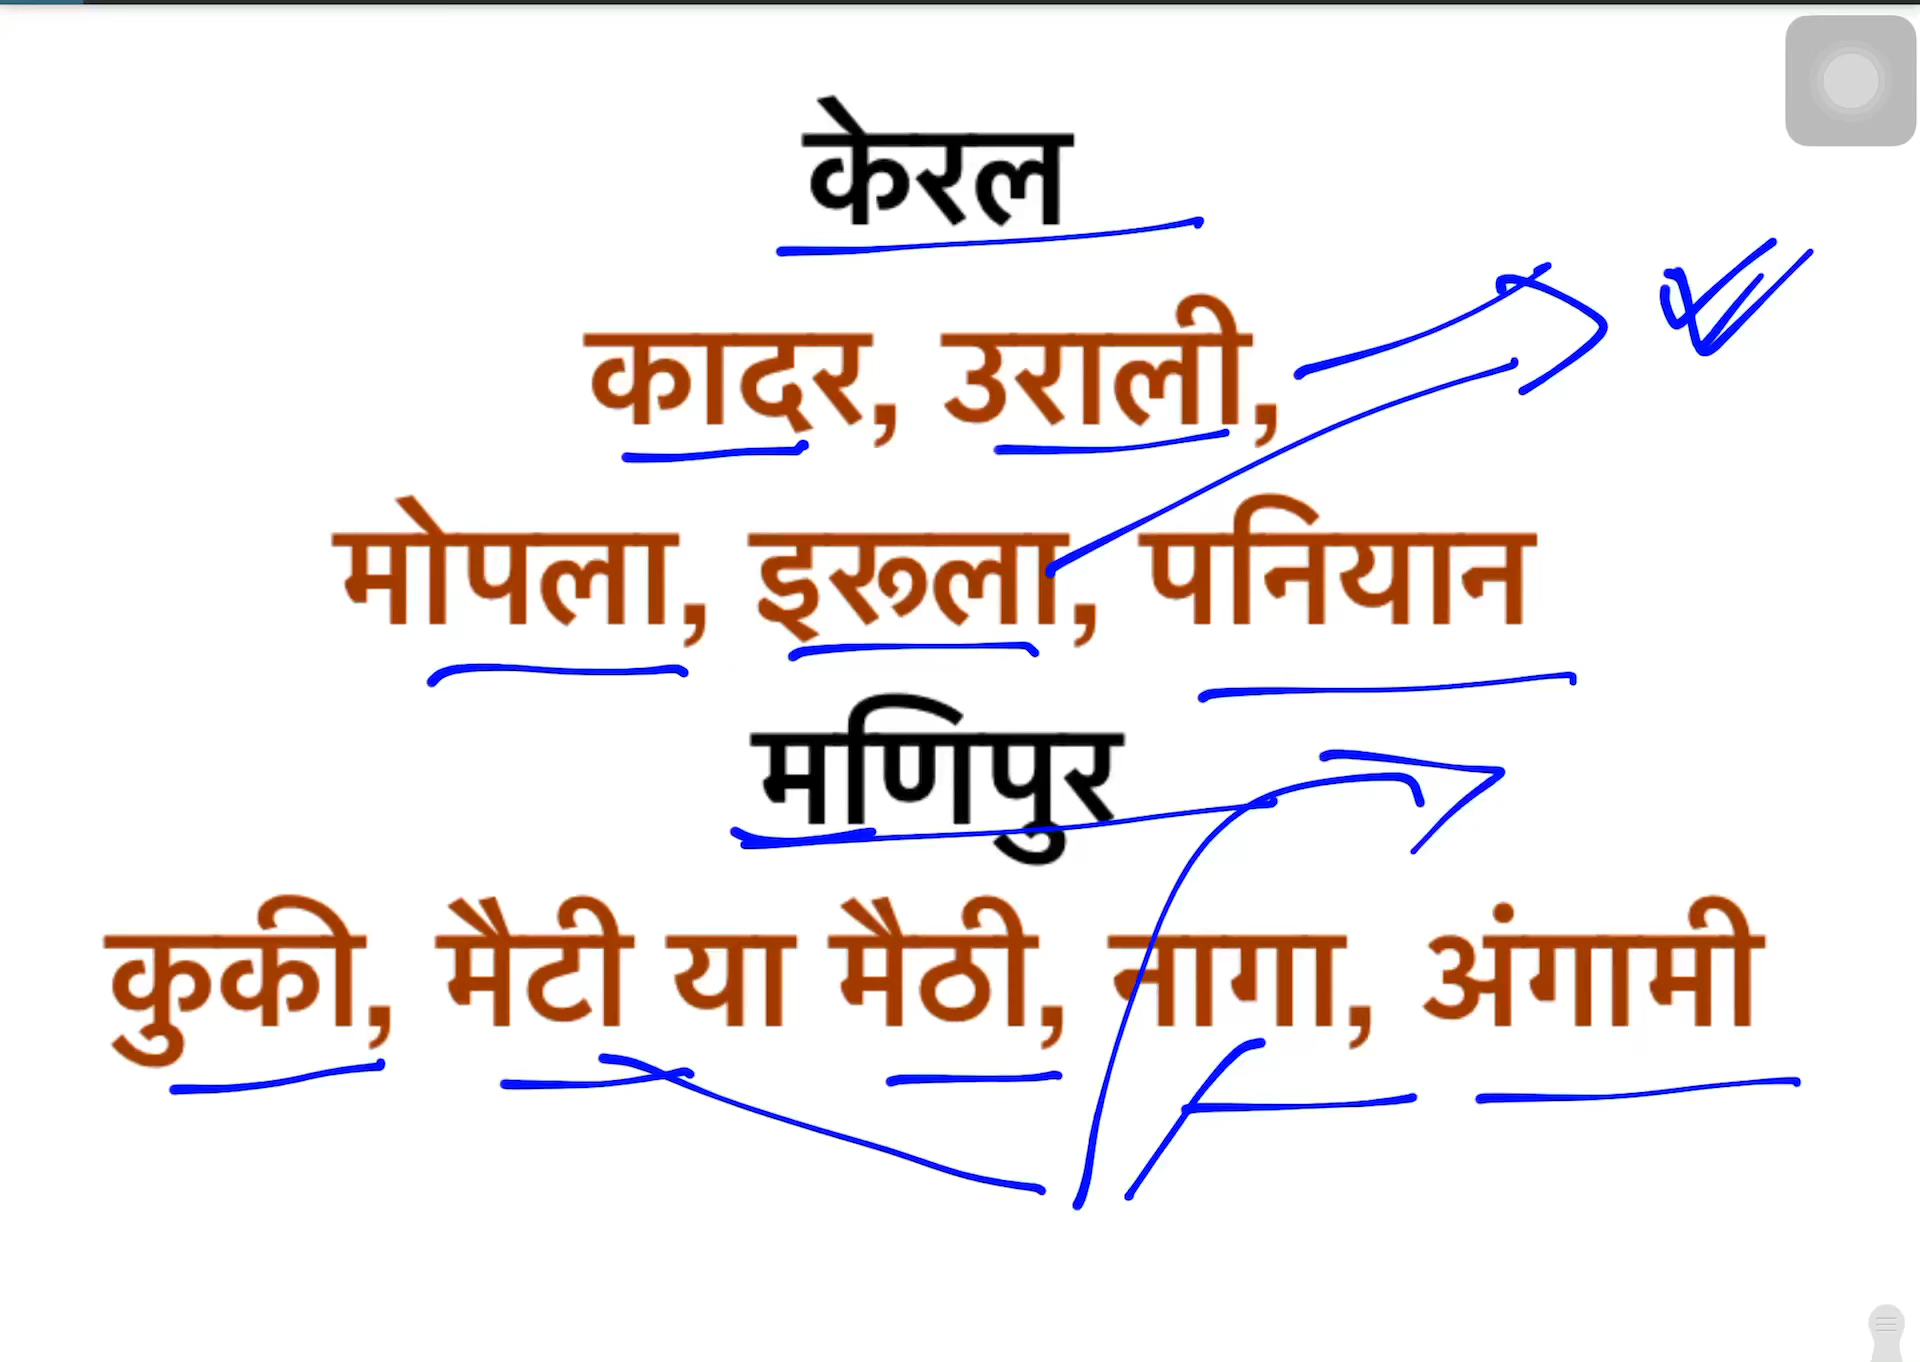 केरल
कादर, उराली,
मोपला, इरूला, पनियान
मणिपुर
कुकी, मैटी या मैठी, नागा, अंगामी